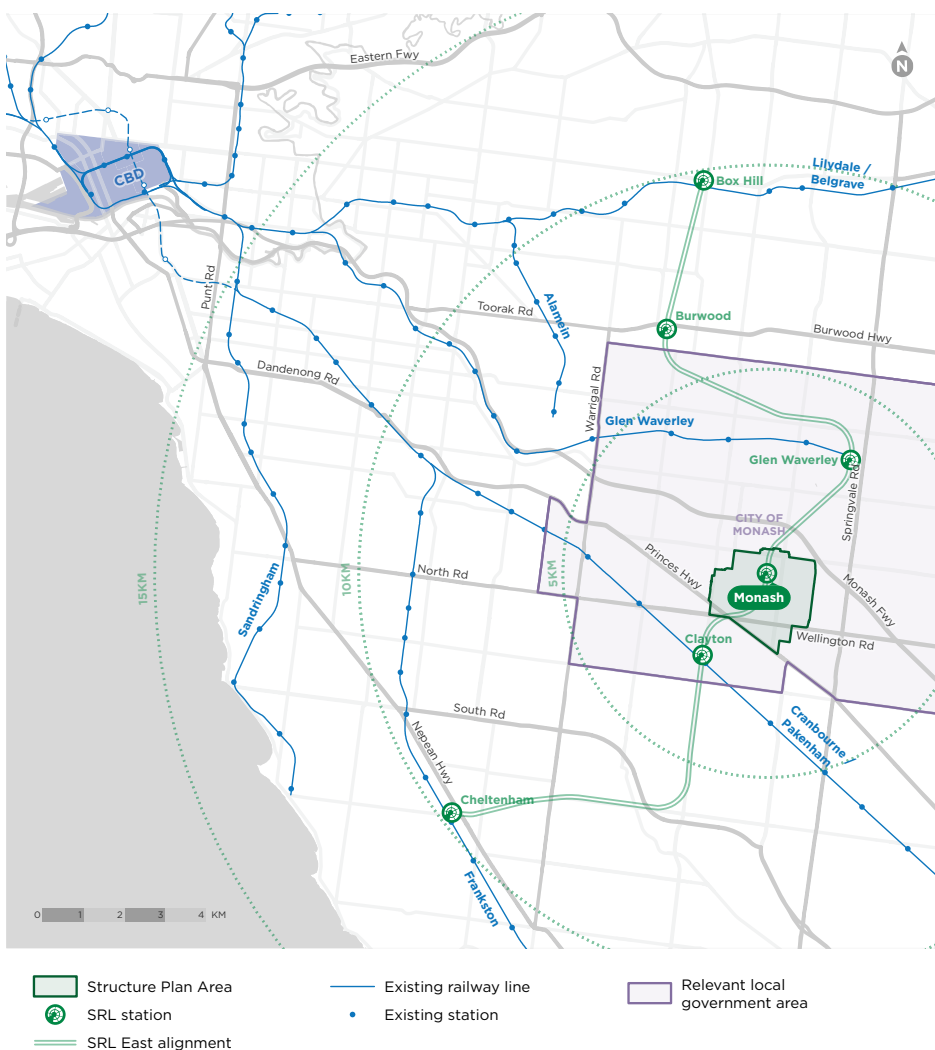 Eastern Fwy
N
CBD
Lilydale /
Belgrave
Box Hill
Punt Rd
Alamein
Toorak Rd
Burwood
Burwood Hwy
Dandenong Rd
Warrigal Rd
Glen Waverley
Glen Waverley
Springvale Rd
CITY OF
MONASH
15KM
10KM
5KM
North Rd
Princes Hwy
Monash
Monash Fwy
Sandringham
Clayton
Wellington Rd
South Rd
Nepean Hwy
Cranbourne /
Pakenham
Cheltenham
Frankston
0 1 2 3 4 KM
Structure Plan Area
SRL station
SRL East alignment
Existing railway line
Existing station
Relevant local
government area